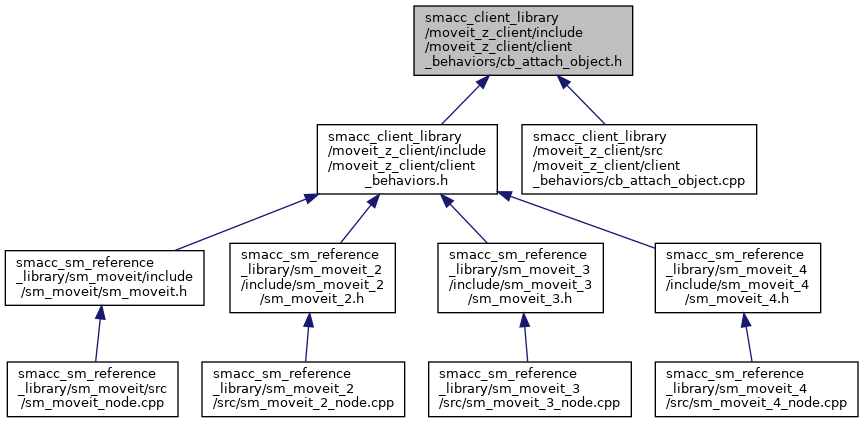 smacc_client_library
/moveit_z_client/include
/moveit_z_client/client
_behaviors/cb_attach_object.h
smacc_client_library
/moveit_z_client/include
/moveit_z_client/client
_behaviors.h
smacc_client_library
/moveit_z_client/src
/moveit_z_client/client
_behaviors/cb_attach_object.cpp
smacc_sm_reference
_library/sm_moveit/include
/sm_moveit/sm_moveit.h
smacc_sm_reference
_library/sm_moveit_2
/include/sm_moveit_2
/sm_moveit_2.h
smacc_sm_reference
_library/sm_moveit_3
/include/sm_moveit_3
/sm_moveit_3.h
smacc_sm_reference
_library/sm_moveit_4
/include/sm_moveit_4
/sm_moveit_4.h
smacc_sm_reference
_library/sm_moveit/src
/sm_moveit_node.cpp
smacc_sm_reference
_library/sm_moveit_2
/src/sm_moveit_2_node.cpp
smacc_sm_reference
_library/sm_moveit_3
/src/sm_moveit_3_node.cpp
smacc_sm_reference
_library/sm_moveit_4
/src/sm_moveit_4_node.cpp